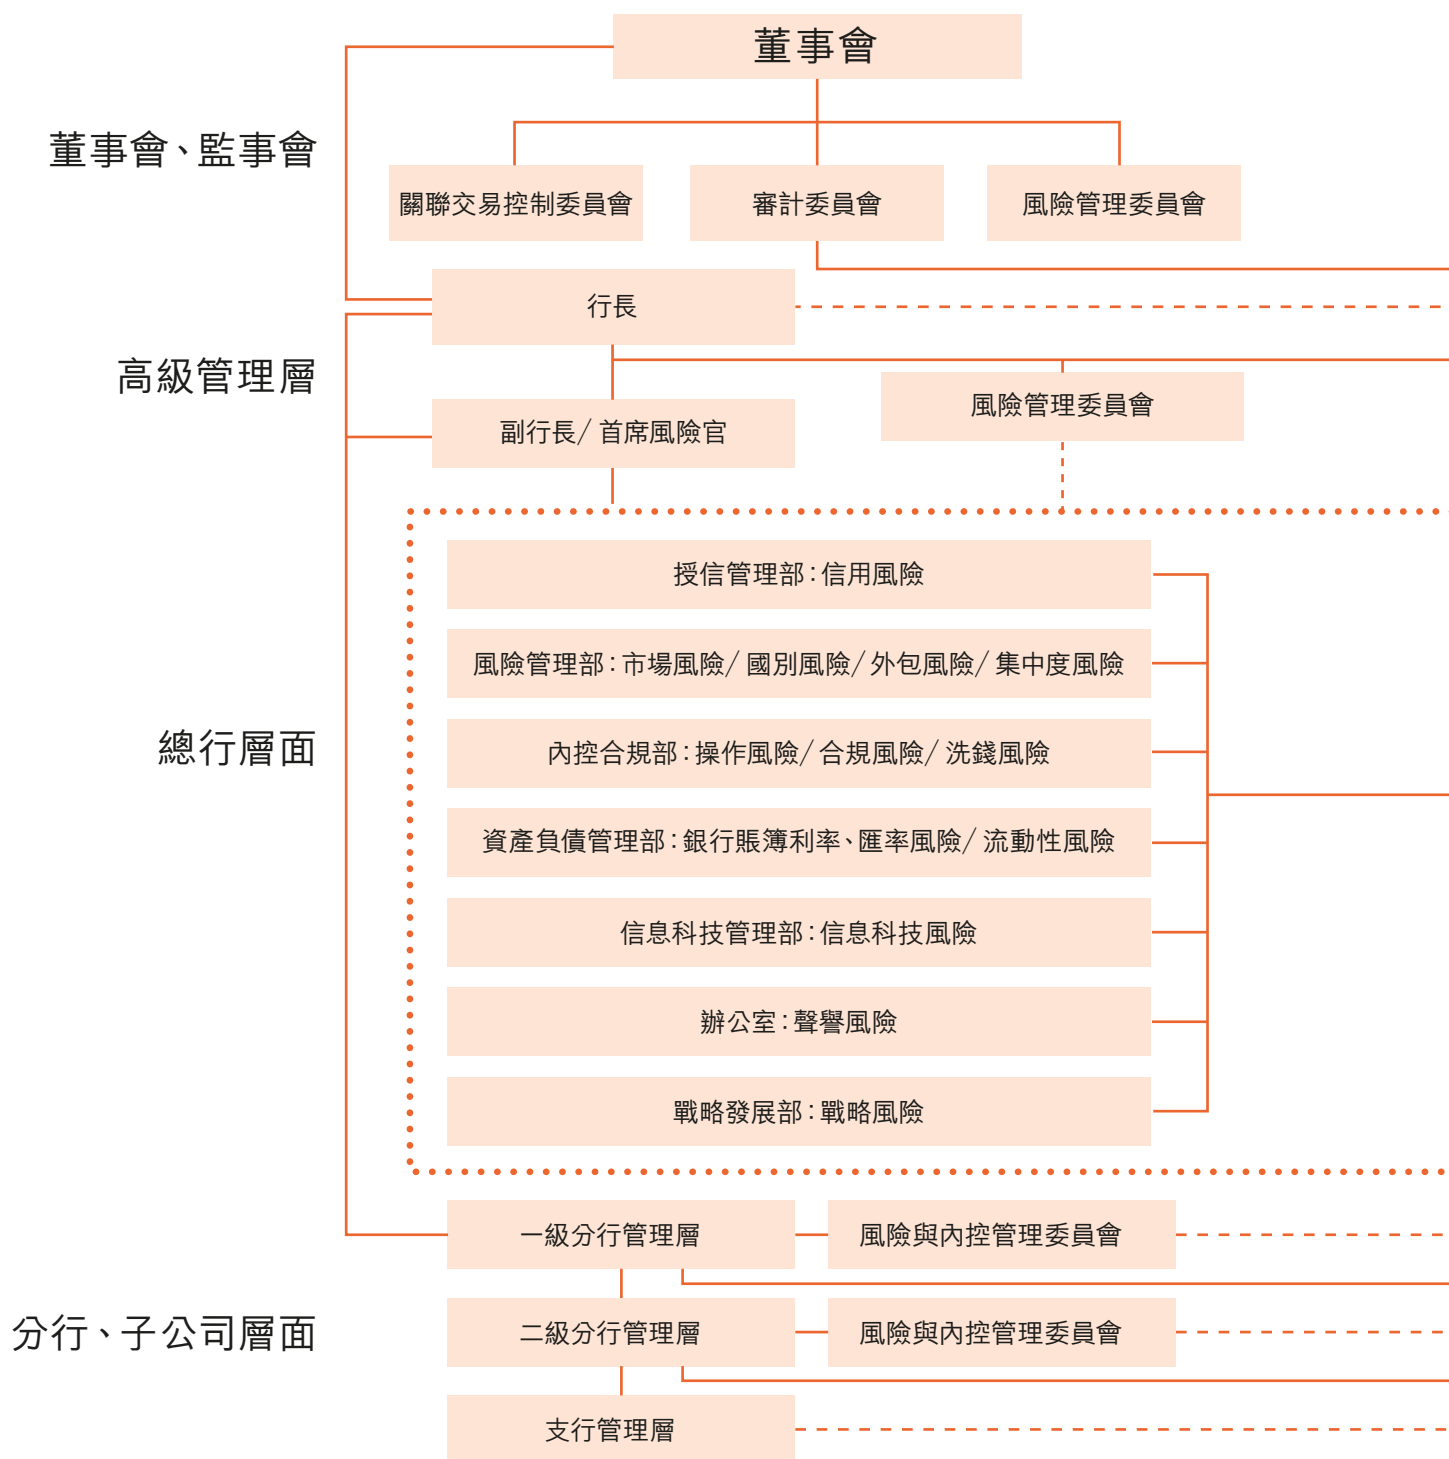 董事會
董事會、監事會
關聯交易控制委員會
審計委員會
風險管理委員會
行長
高級管理層
風險管理委員會
副行長/首席風險官
授信管理部:信用風險
風險管理部:市場風險/國別風險/外包風險/集中度風險
總行層面
內控合規部:操作風險/合規風險/洗錢風險
資產負債管理部:銀行賬簿利率、匯率風險/流動性風險
信息科技管理部:信息科技風險
辦公室:聲譽風險
戰略發展部:戰略風險
一級分行管理層
風險與內控管理委員會
分行、子公司層面
二級分行管理層
風險與內控管理委員會
支行管理層